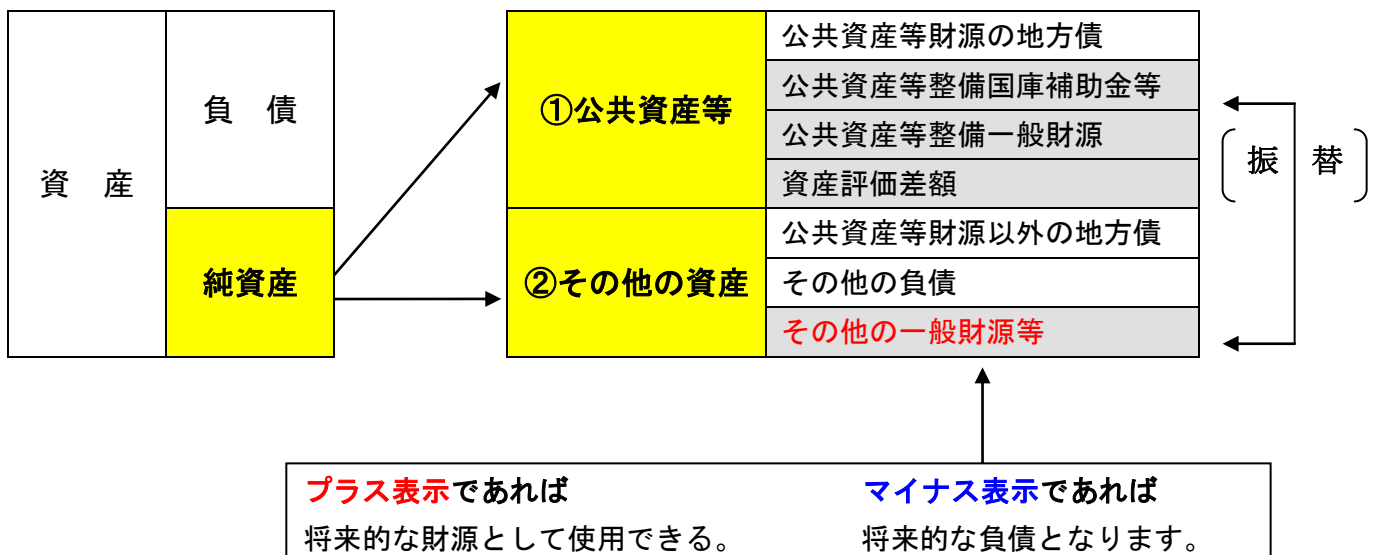 資　産
負　債
純資産
①公共資産等
公共資産等財源の地方債
公共資産等整備国庫補助金等
公共資産等整備一般財源
資産評価差額
②その他の資産
公共資産等財源以外の地方債
その他の負債
その他の一般財源等
振　替
プラス表示であれば
将来的な財源として使用できる。
マイナス表示であれば
将来的な負債となります。